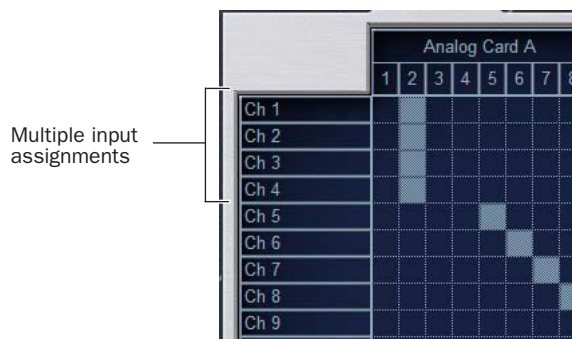 Analog Card A
1 2 3 4 5 6 7 8
Multiple input
assignments
Ch 1
Ch 2
Ch 3
Ch 4
Ch 5
Ch 6
Ch 7
Ch 8
Ch 9